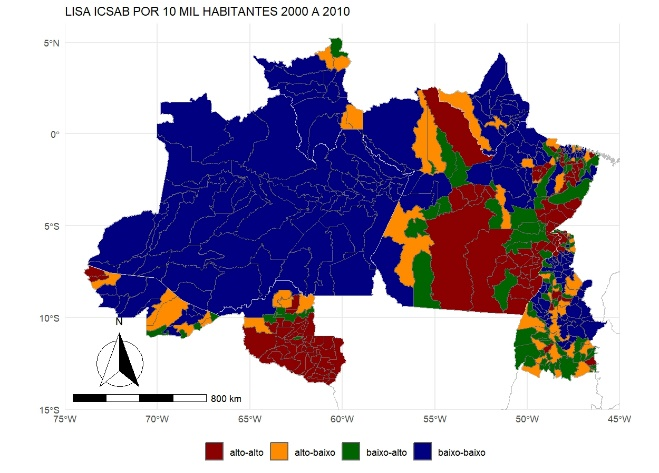 LISA ICSAB POR 10 MIL HABITANTES 2000 A 2010
5°N
0°
5°S
10°S
15°S
N
800 km
75°W
70°W
65°W
60°W
55°W
50°W
45°W
alto-alto
alto-baixo
baixo-alto
baixo-baixo